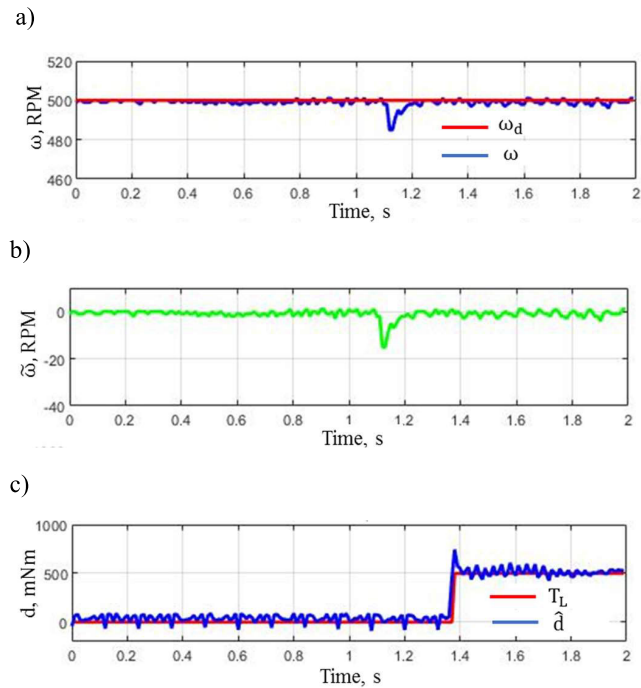 a)
520
500
480
460
ω, RPM
ω_d
ω
0 0.2 0.4 0.6 0.8 1 1.2 1.4 1.6 1.8 2
Time, s
b)
0
-20
-40
ω̃, RPM
0 0.2 0.4 0.6 0.8 1 1.2 1.4 1.6 1.8 2
Time, s
c)
1000
500
0
d, mNm
T_L
d̂
0 0.2 0.4 0.6 0.8 1 1.2 1.4 1.6 1.8 2
Time, s